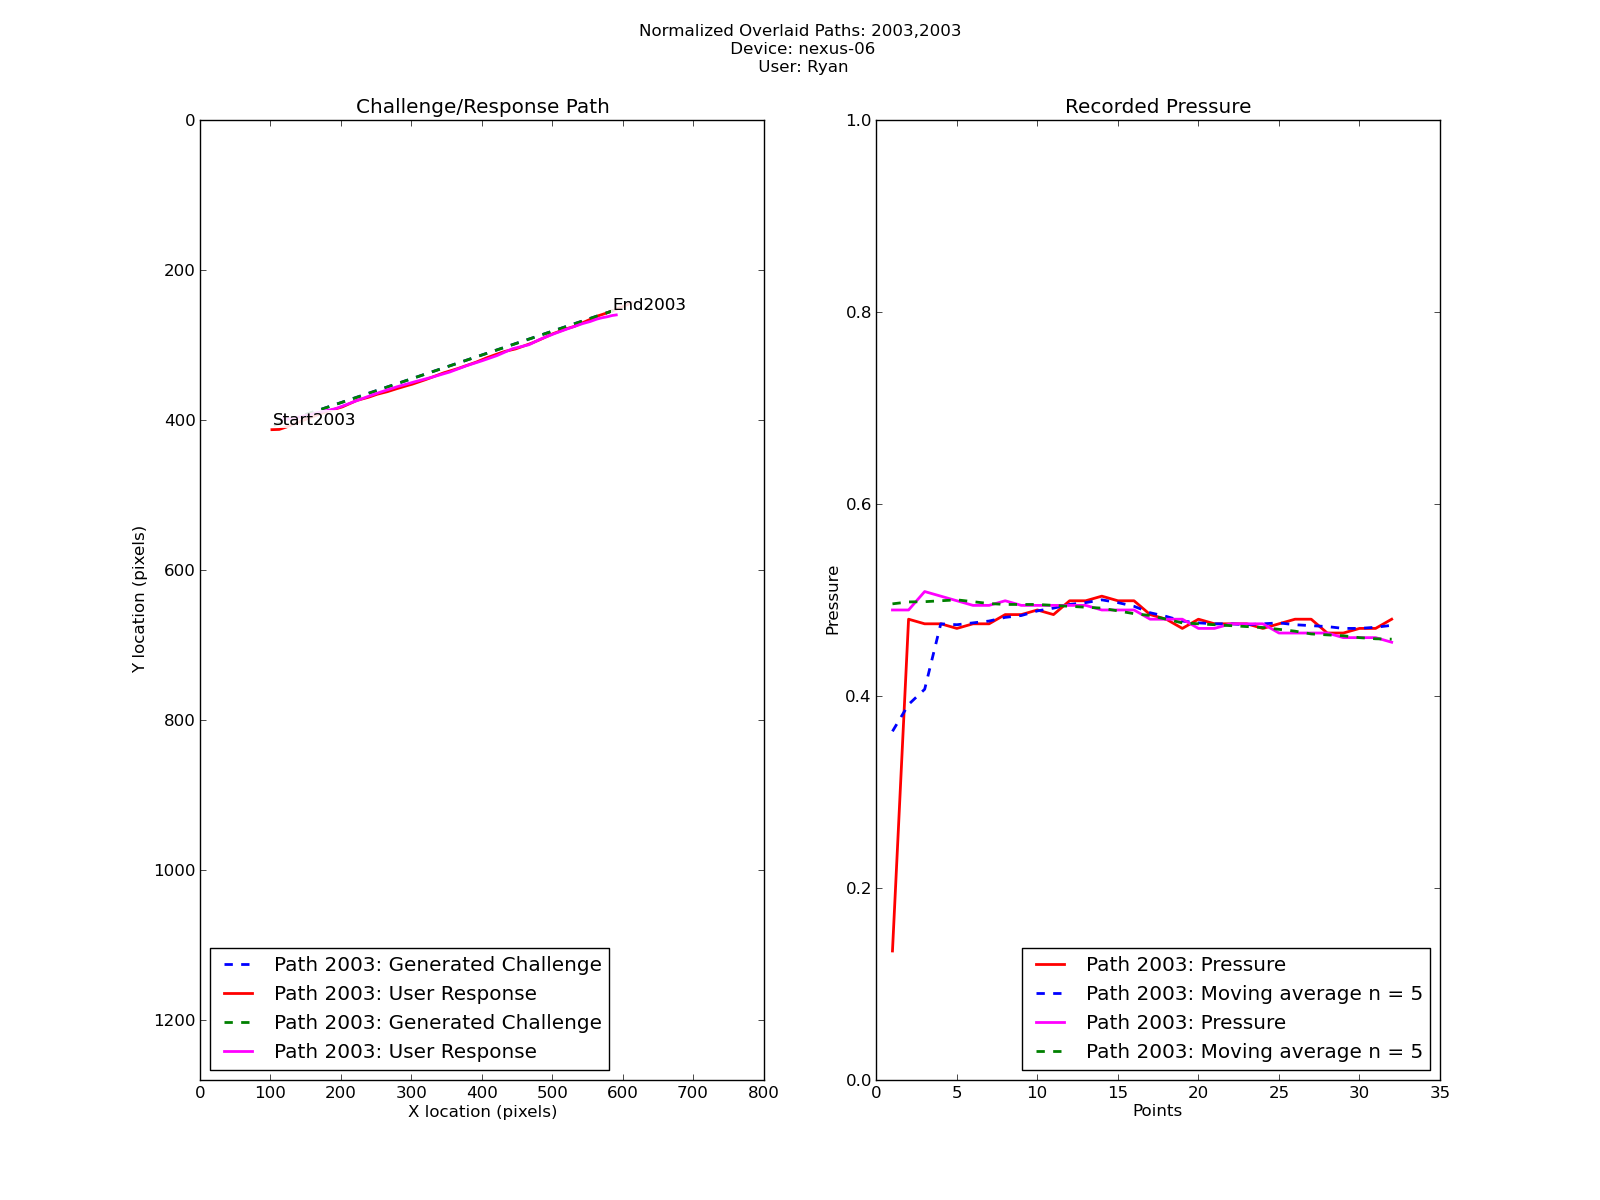 Normalized Overlaid Paths: 2003,2003
Device: nexus-06
User: Ryan
Challenge/Response Path
0
200
400
600
800
1000
1200
Y location (pixels)
End2003
Start2003
Path 2003: Generated Challenge
Path 2003: User Response
Path 2003: Generated Challenge
Path 2003: User Response
0 100 200 300 400 500 600 700 800
X location (pixels)
Recorded Pressure
1.0
0.8
0.6
0.4
0.2
0.0
Pressure
Path 2003: Pressure
Path 2003: Moving average n = 5
Path 2003: Pressure
Path 2003: Moving average n = 5
0 5 10 15 20 25 30 35
Points